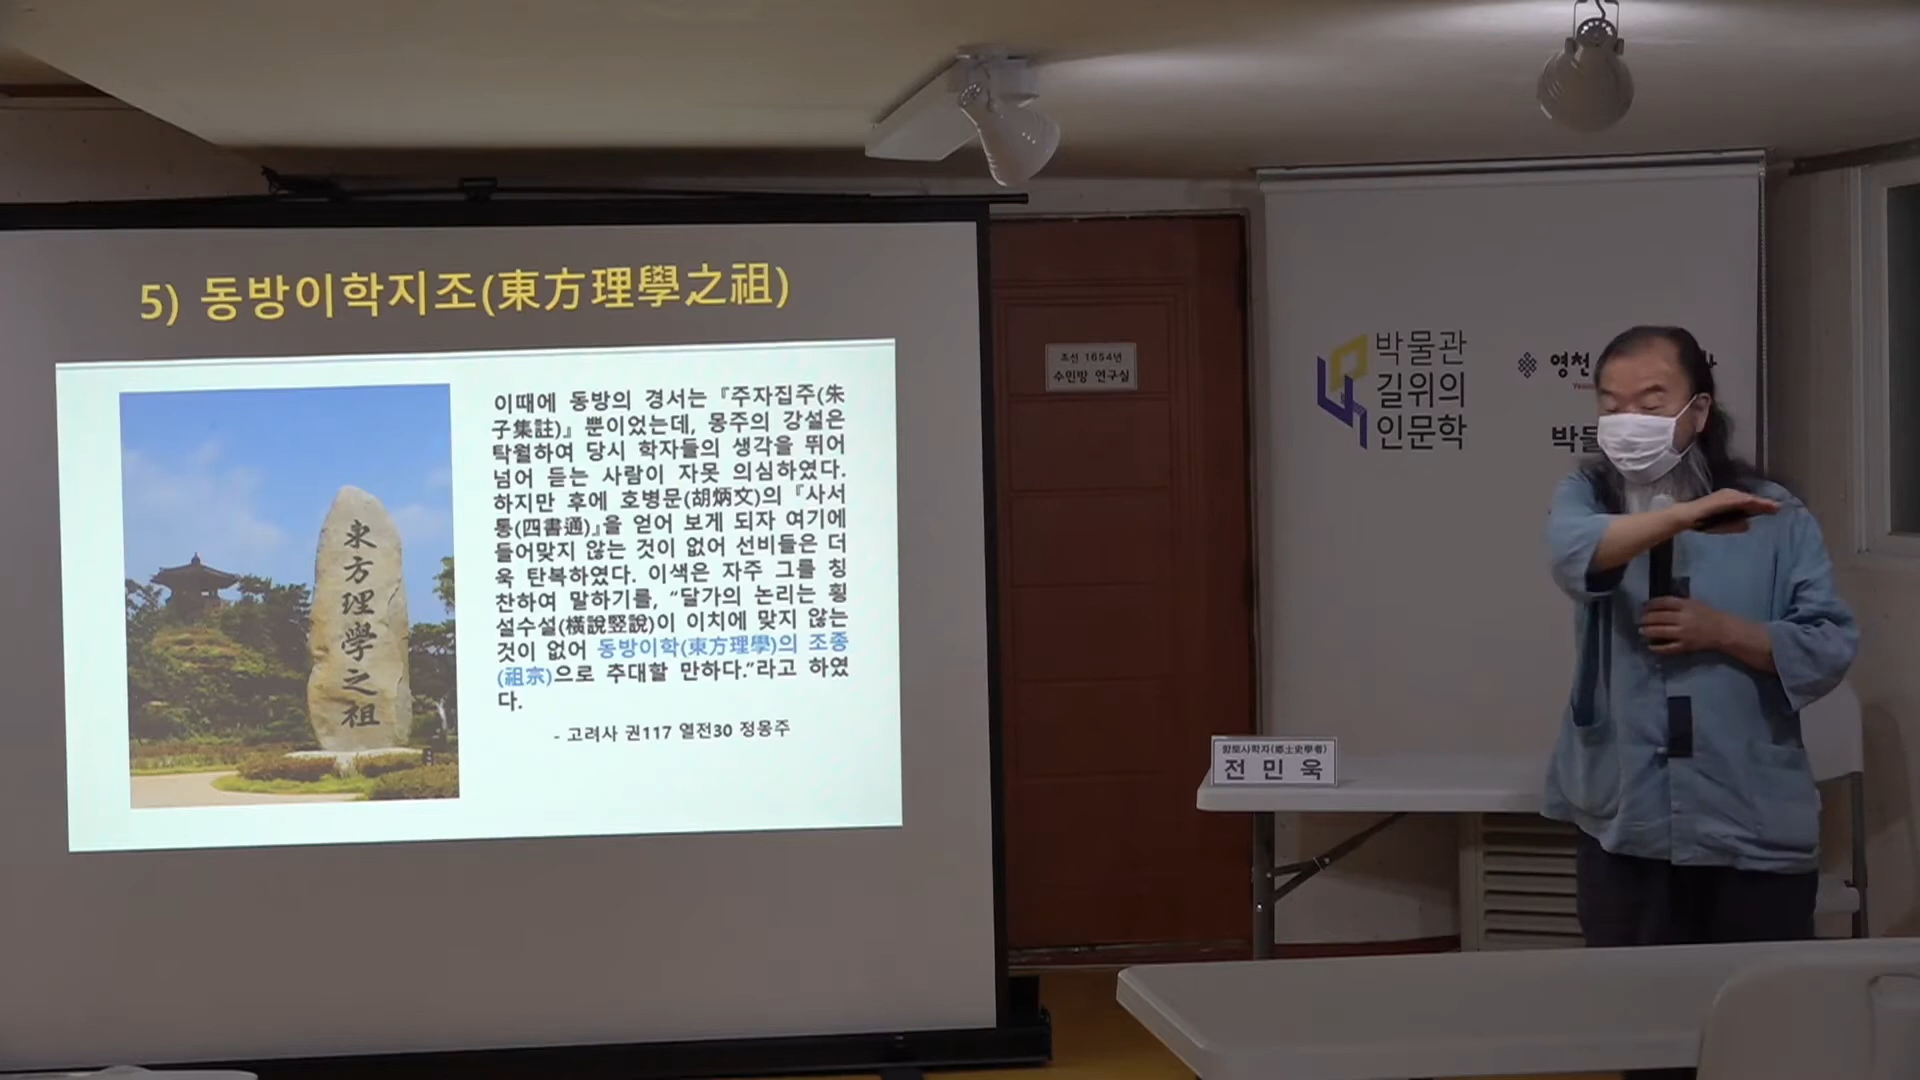 5) 동방이학지조(東方理學之祖)
東方理學之祖
이때에 동방의 경서는 『주자집주(朱
子集註)』 뿐이었는데, 몽주의 강설은
탁월하여 당시 학자들의 생각을 뛰어
넘어 듣는 사람이 자못 의심하였다.
하지만 후에 호병문(胡炳文)의 『사서
통(四書通)』을 얻어 보게 되자 여기에
들어맞지 않는 것이 없어 선비들은 더
욱 탄복하였다. 이색은 자주 그를 칭
찬하여 말하기를, “달가의 논리는 횡
설수설(橫說竪說)이 이치에 맞지 않는
것이 없어 동방이학(東方理學)의 조종
(祖宗)으로 추대할 만하다.”라고 하였
다.
- 고려사 권117 열전30 정몽주
조선 1654년
수민방 연구실
박물관
길위의
인문학
영천
향토사학자(鄕土史學者)
전 민 욱